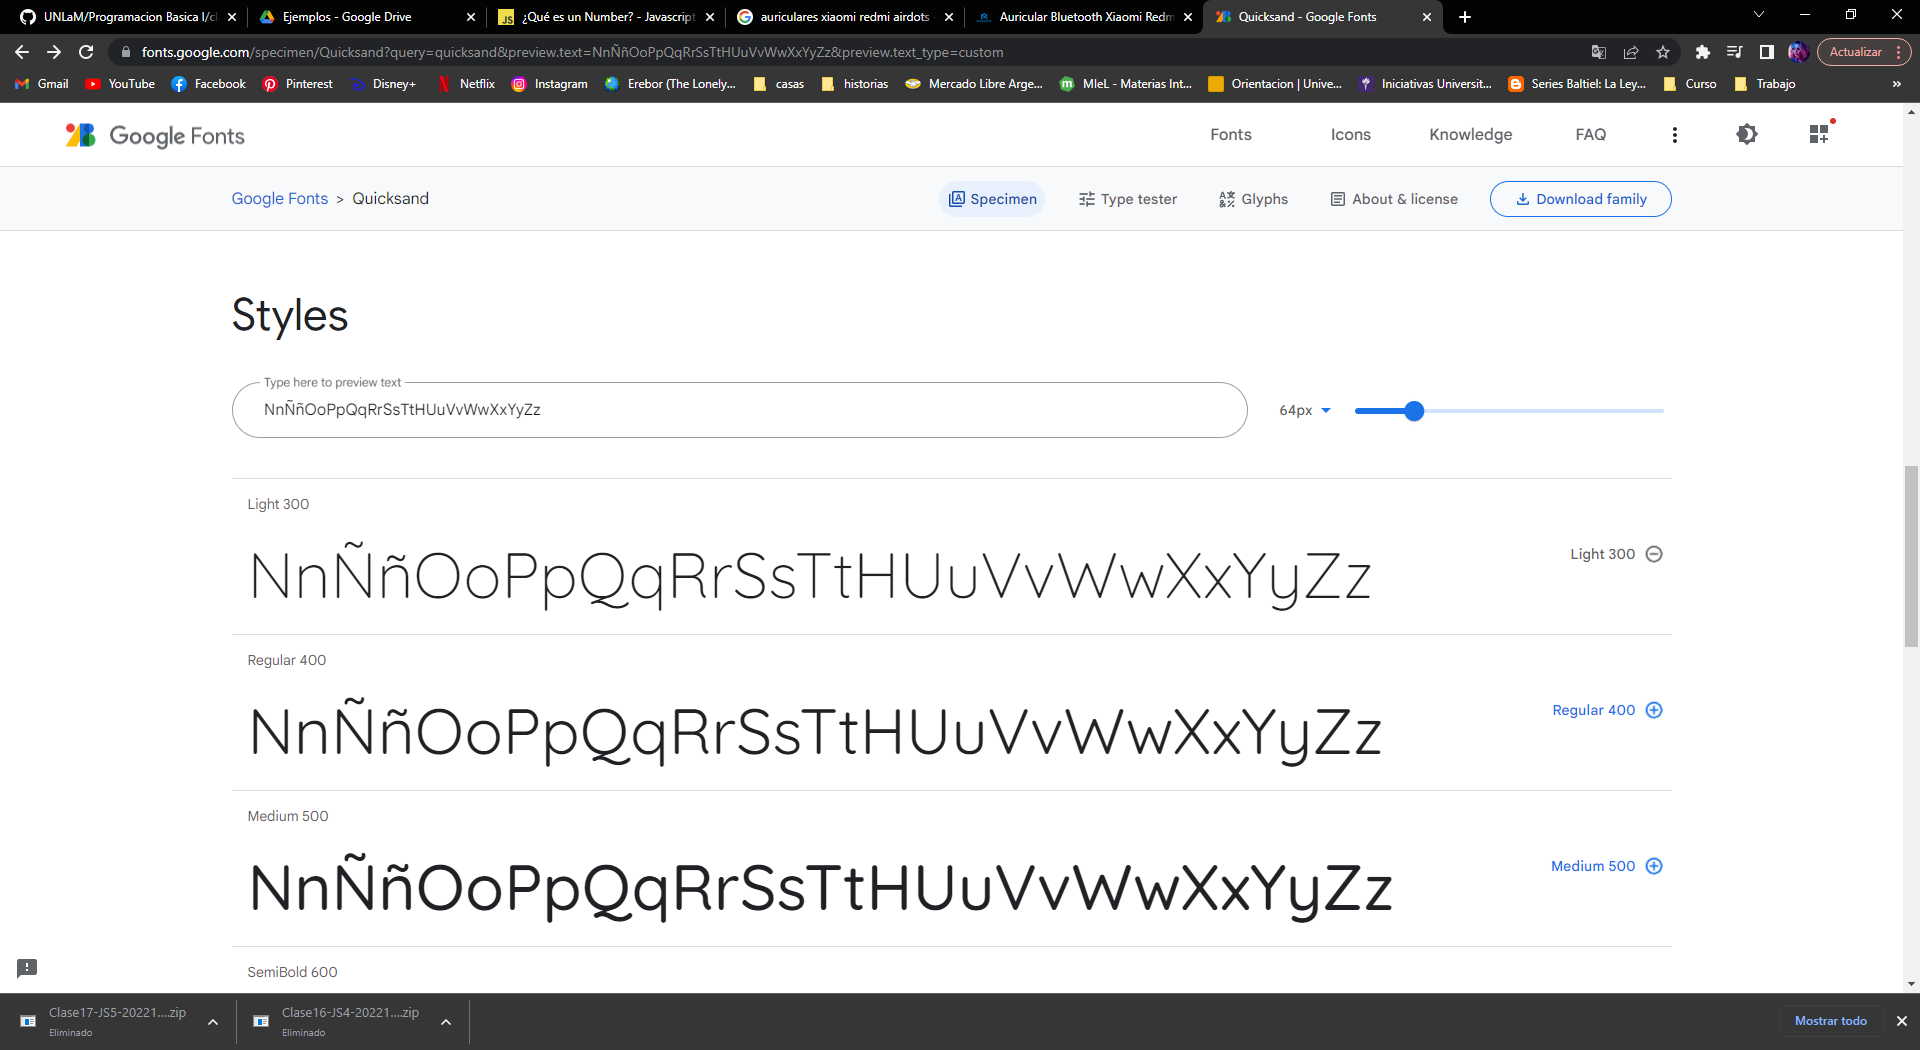 UNLaM/Programacion Basica I/cl
Ejemplos - Google Drive
¿Qué es un Number? - Javascript
auriculares xiaomi redmi airdots
Auricular Bluetooth Xiaomi Redm
Quicksand - Google Fonts
fonts.google.com/specimen/Quicksand?query=quicksand&preview.text=NnÑñOoPpQqRrSsTtHUuVvWwXxYyZz&preview.text_type=custom
Actualizar
Gmail
YouTube
Facebook
Pinterest
Disney+
Netflix
Instagram
Erebor (The Lonely...
casas
historias
Mercado Libre Arge...
MIeL - Materias Int...
Orientacion | Unive...
Iniciativas Universit...
Series Baltiel: La Ley...
Curso
Trabajo
»
Google Fonts
Fonts
Icons
Knowledge
FAQ
Google Fonts > Quicksand
Specimen
Type tester
Glyphs
About & license
Download family
Styles
Type here to preview text
NnÑñOoPpQqRrSsTtHUuVvWwXxYyZz
64px
Light 300
NnÑñOoPpQqRrSsTtHUuVvWwXxYyZz
Light 300
Regular 400
NnÑñOoPpQqRrSsTtHUuVvWwXxYyZz
Regular 400
Medium 500
NnÑñOoPpQqRrSsTtHUuVvWwXxYyZz
Medium 500
SemiBold 600
Clase17-JS5-20221....zip
Eliminado
Clase16-JS4-20221....zip
Eliminado
Mostrar todo